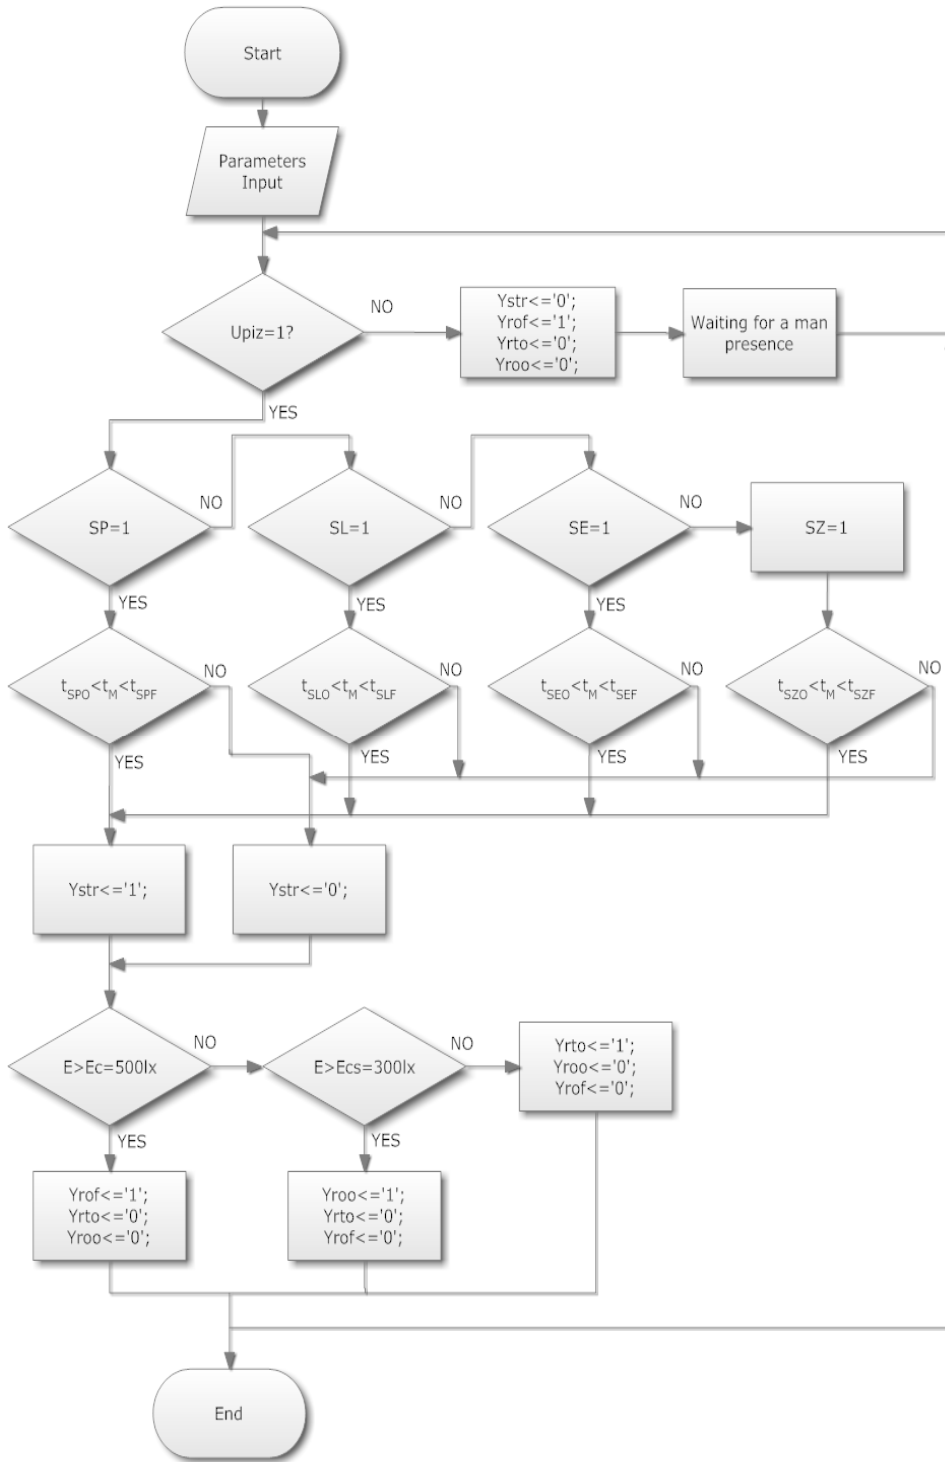 Start
Parameters
Input
Upiz=1?
NO
YES
Ystr<='0';
Yrof<='1';
Yrto<='0';
Yroo<='0';
Waiting for a man
presence
SP=1
NO
YES
SL=1
NO
YES
SE=1
NO
YES
SZ=1
tSPO<tM<tSPF
NO
YES
tSLO<tM<tSLF
NO
YES
tSEO<tM<tSEF
NO
YES
tSZO<tM<tSZF
NO
YES
Ystr<='1';
Ystr<='0';
E>Ec=500lx
NO
YES
E>Ecs=300lx
NO
YES
Yrto<='1';
Yroo<='0';
Yrof<='0';
Yrof<='1';
Yrto<='0';
Yroo<='0';
Yroo<='1';
Yrto<='0';
Yrof<='0';
End